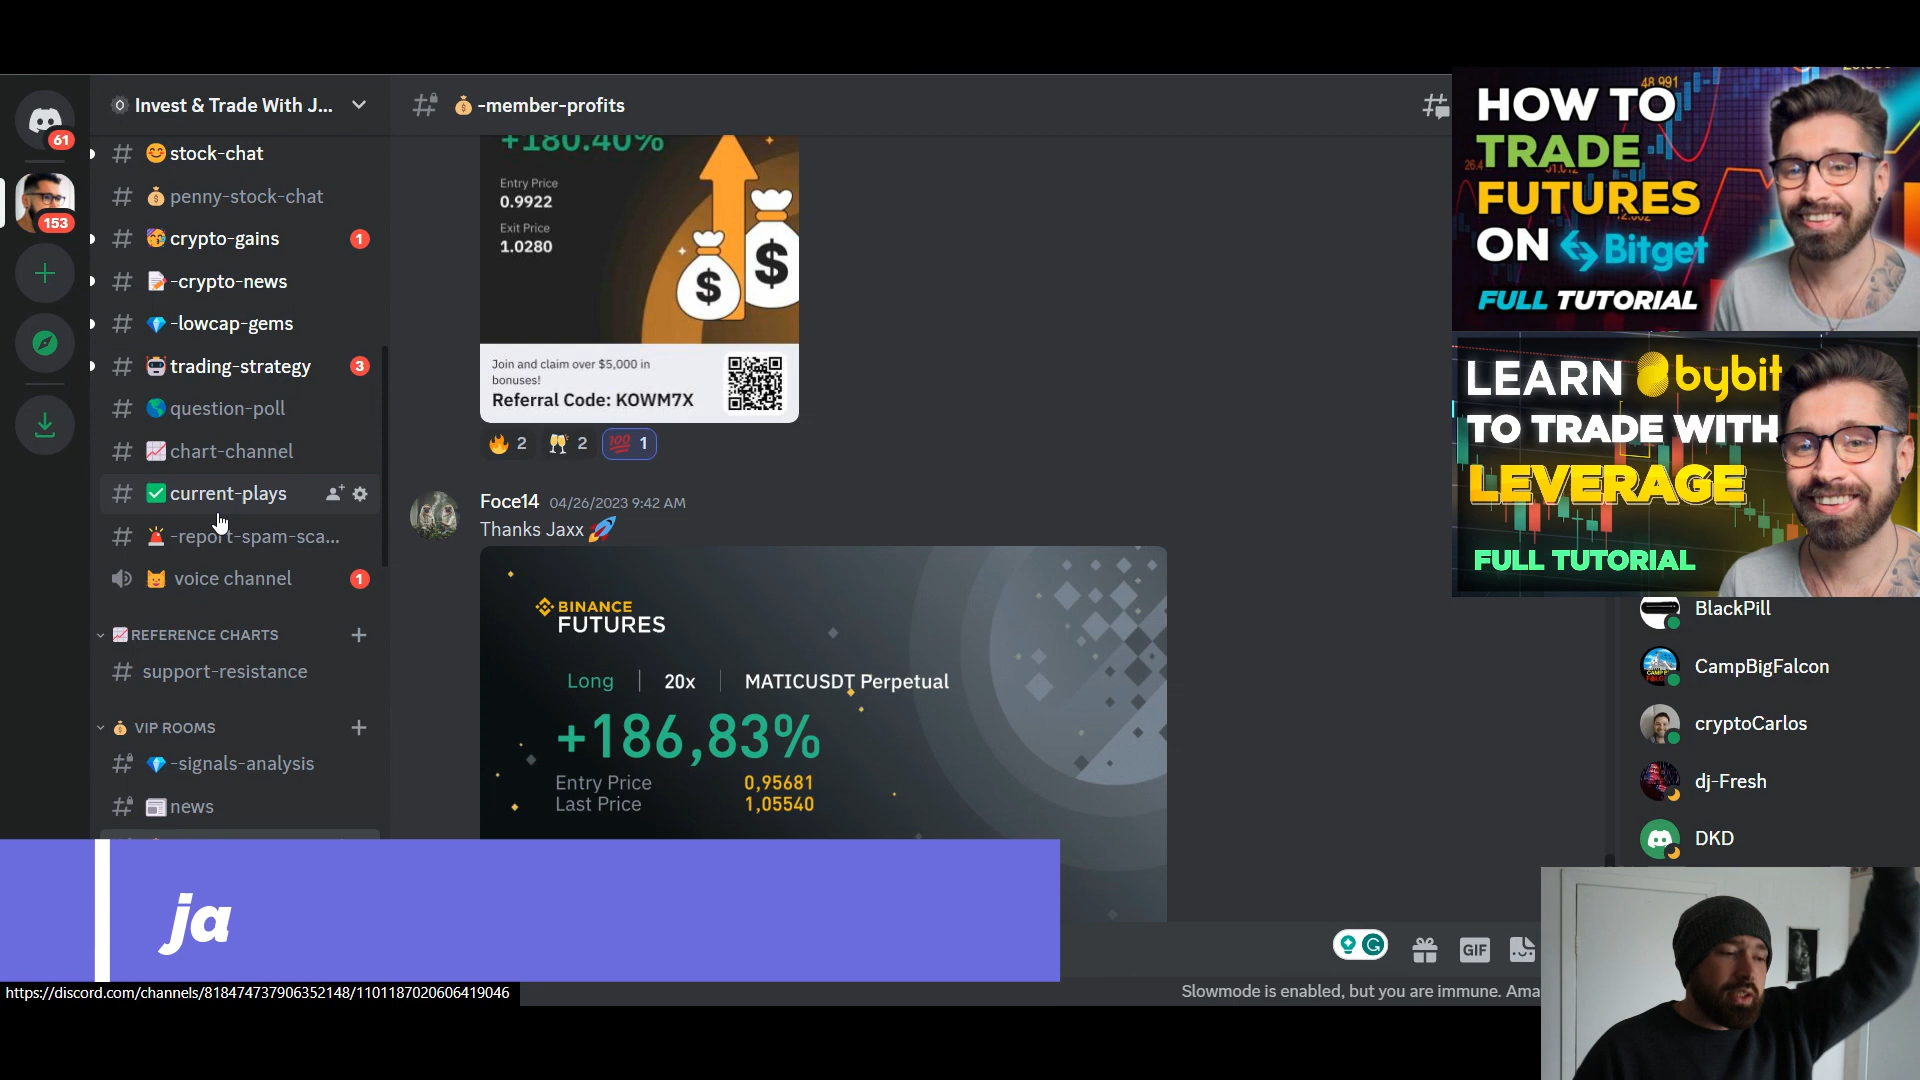 Invest & Trade With J...
61
153
stock-chat
penny-stock-chat
crypto-gains
1
-crypto-news
-lowcap-gems
trading-strategy
3
question-poll
chart-channel
current-plays
-report-spam-sca...
voice channel
1
REFERENCE CHARTS
support-resistance
VIP ROOMS
-signals-analysis
news
-member-profits
+180.40%
Entry Price
0.9922
Exit Price
1.0280
$ $
Join and claim over $5,000 in
bonuses!
Referral Code: KOWM7X
2 2 100 1
Foce14 04/26/2023 9:42 AM
Thanks Jaxx
BINANCE
FUTURES
Long 20x MATICUSDT Perpetual
+186,83%
Entry Price 0,95681
Last Price 1,05540
GIF
Slowmode is enabled, but you are immune. Ama
ja
https://discord.com/channels/818474737906352148/1101187020606419046
48 991
HOW TO
TRADE
FUTURES
ON Bitget
FULL TUTORIAL
LEARN bybit
TO TRADE WITH
LEVERAGE
FULL TUTORIAL
BlackPill
CampBigFalcon
cryptoCarlos
dj-Fresh
DKD